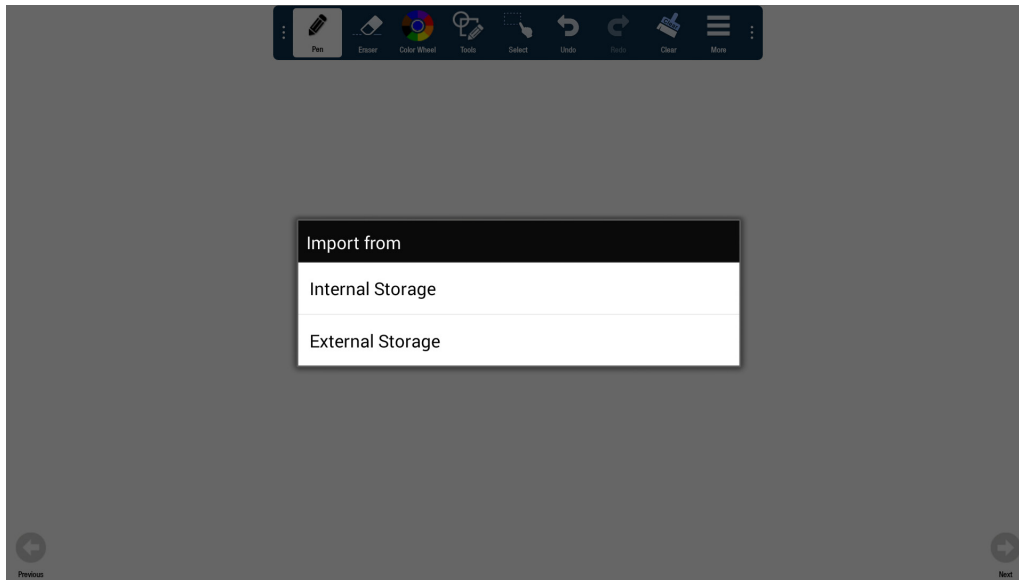 Pen Eraser Color Wheel Tools Select Undo Redo Clear More
Import from
Internal Storage
External Storage
Previous Next